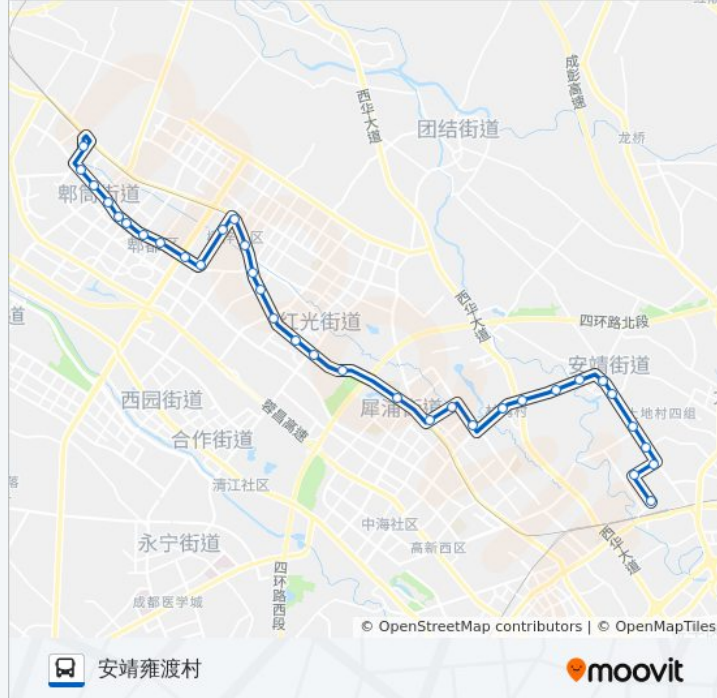 成彭高速
西华大道
团结街道
龙桥
郫筒街道
郫都区
道
红光街道
西华大道
四环路北段
安靖街道
西园街道
犀浦街道
土地村四组
蓉昌高速
合作街道
清江社区
落
中海社区
永宁街道
高新西区
西华大道
四环路西段
成都医学城
© OpenStreetMap contributors | © OpenMapTiles
安靖雍渡村
moovit